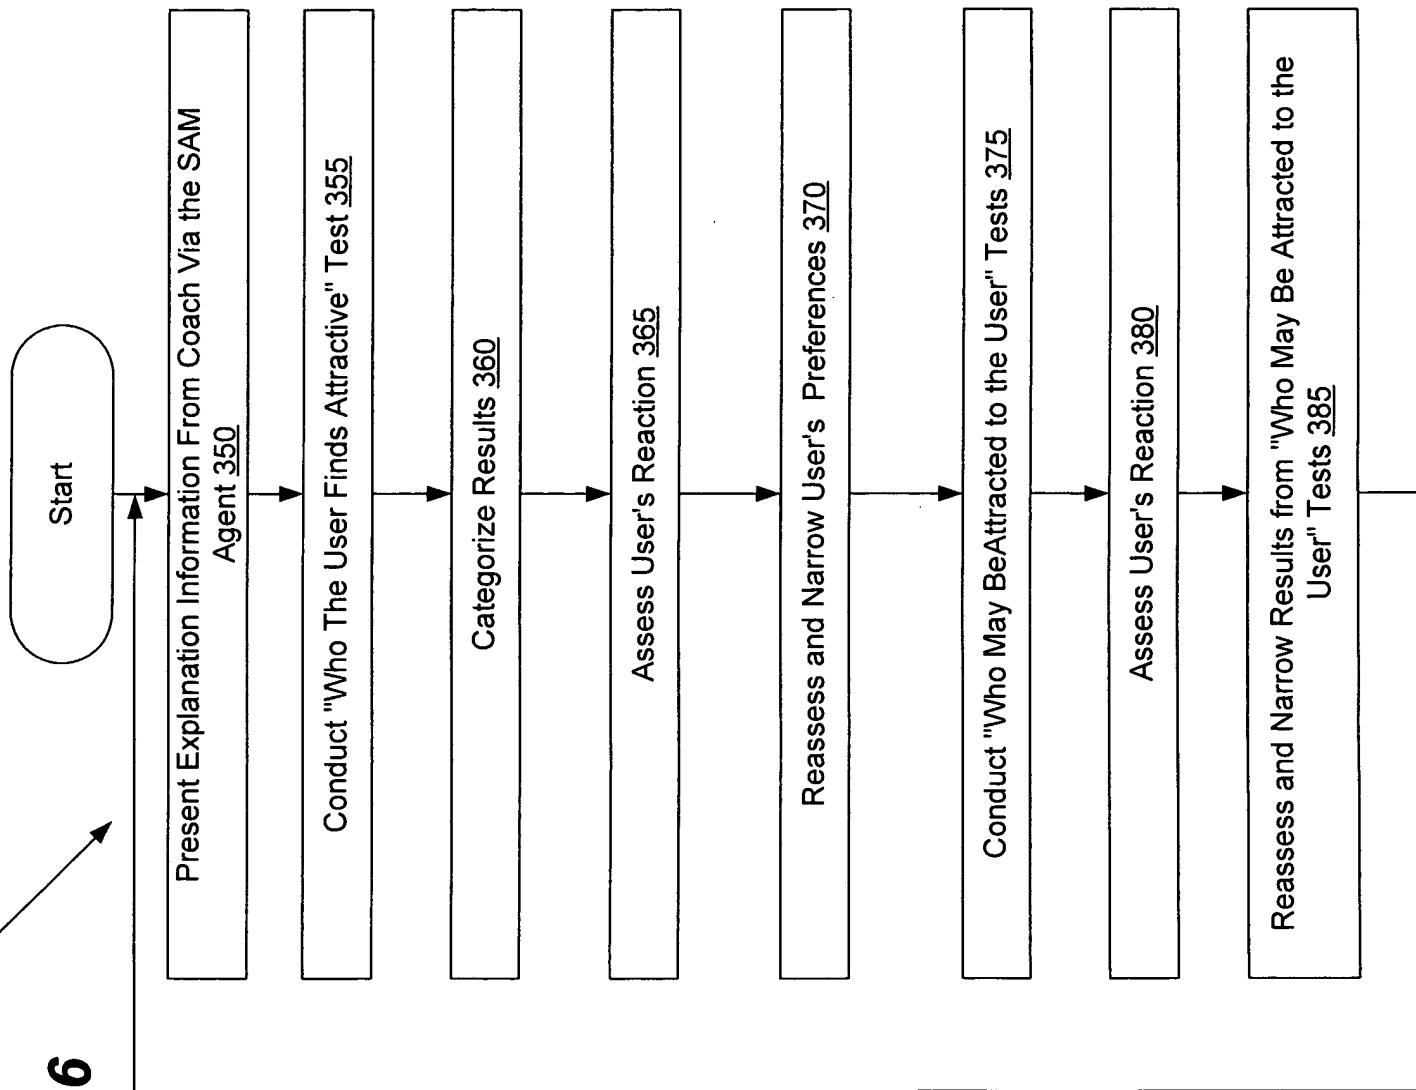 6
Start
Present Explanation Information From Coach Via the SAM
Agent 350
Conduct "Who The User Finds Attractive" Test 355
Categorize Results 360
Assess User's Reaction 365
Reassess and Narrow User's Preferences 370
Conduct "Who May BeAttracted to the User" Tests 375
Assess User's Reaction 380
Reassess and Narrow Results from "Who May Be Attracted to the
User" Tests 385